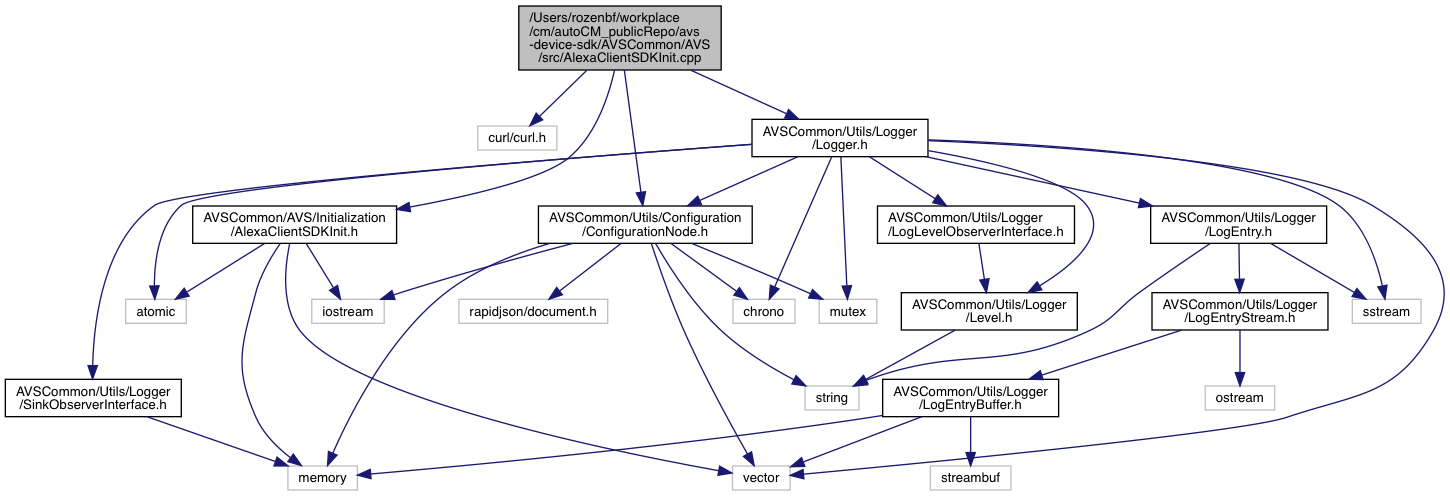 /Users/rozenbf/workplace
/cm/autoCM_publicRepo/avs
-device-sdk/AVSCommon/AVS
/src/AlexaClientSDKInit.cpp
curl/curl.h
AVSCommon/Utils/Logger
/Logger.h
AVSCommon/AVS/Initialization
/AlexaClientSDKInit.h
AVSCommon/Utils/Configuration
/ConfigurationNode.h
AVSCommon/Utils/Logger
/LogLevelObserverInterface.h
AVSCommon/Utils/Logger
/LogEntry.h
atomic
iostream
rapidjson/document.h
chrono
mutex
AVSCommon/Utils/Logger
/Level.h
AVSCommon/Utils/Logger
/LogEntryStream.h
sstream
AVSCommon/Utils/Logger
/SinkObserverInterface.h
string
AVSCommon/Utils/Logger
/LogEntryBuffer.h
ostream
memory
vector
streambuf